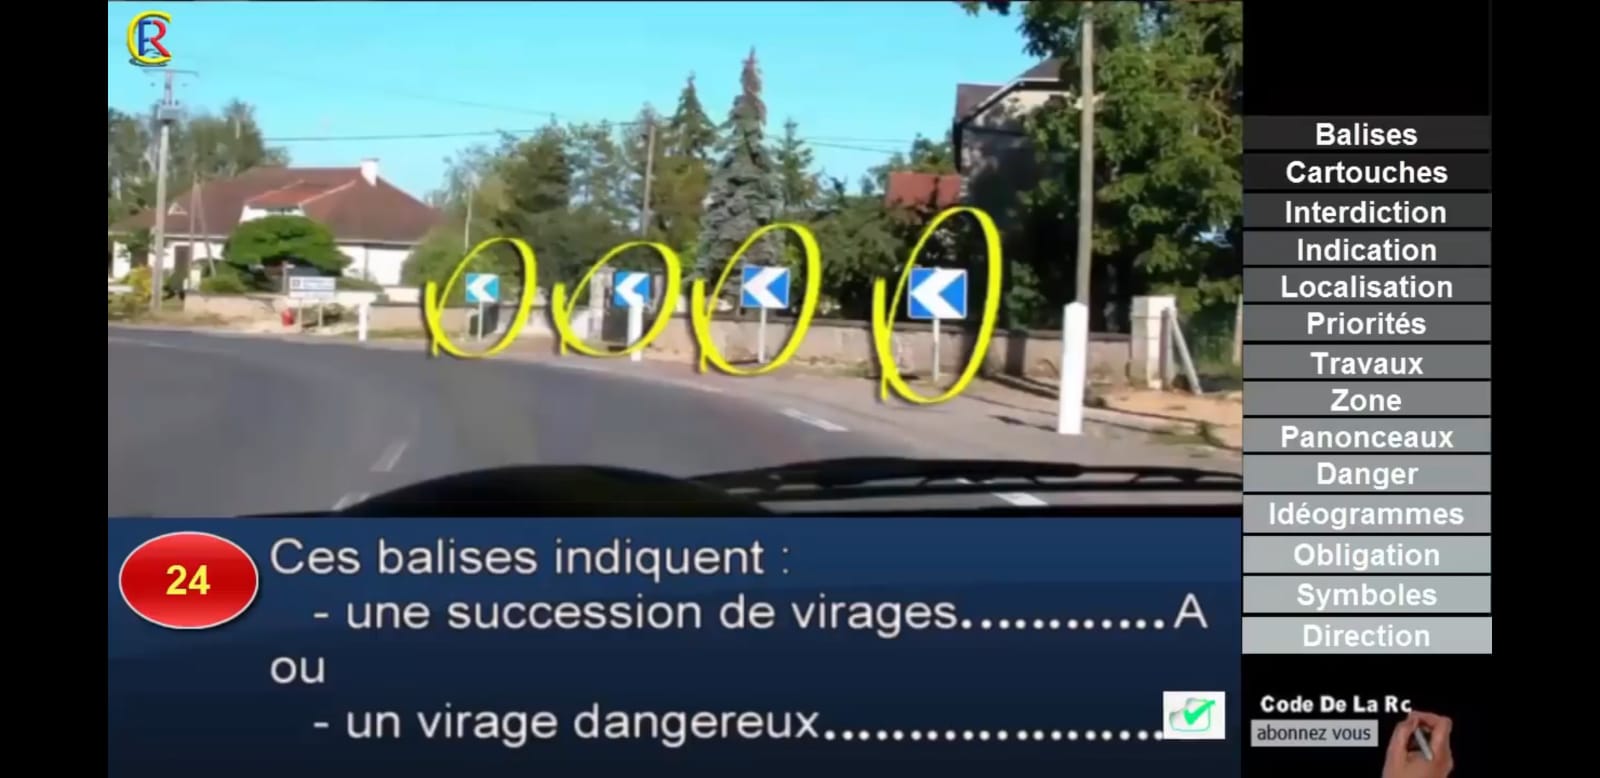 Balises
Cartouches
Interdiction
Indication
Localisation
Priorités
Travaux
Zone
Panonceaux
Danger
Idéogrammes
Obligation
Symboles
Direction
24
Ces balises indiquent :
- une succession de virages............A
ou
- un virage dangereux....................
Code De La Rc
abonnez vous